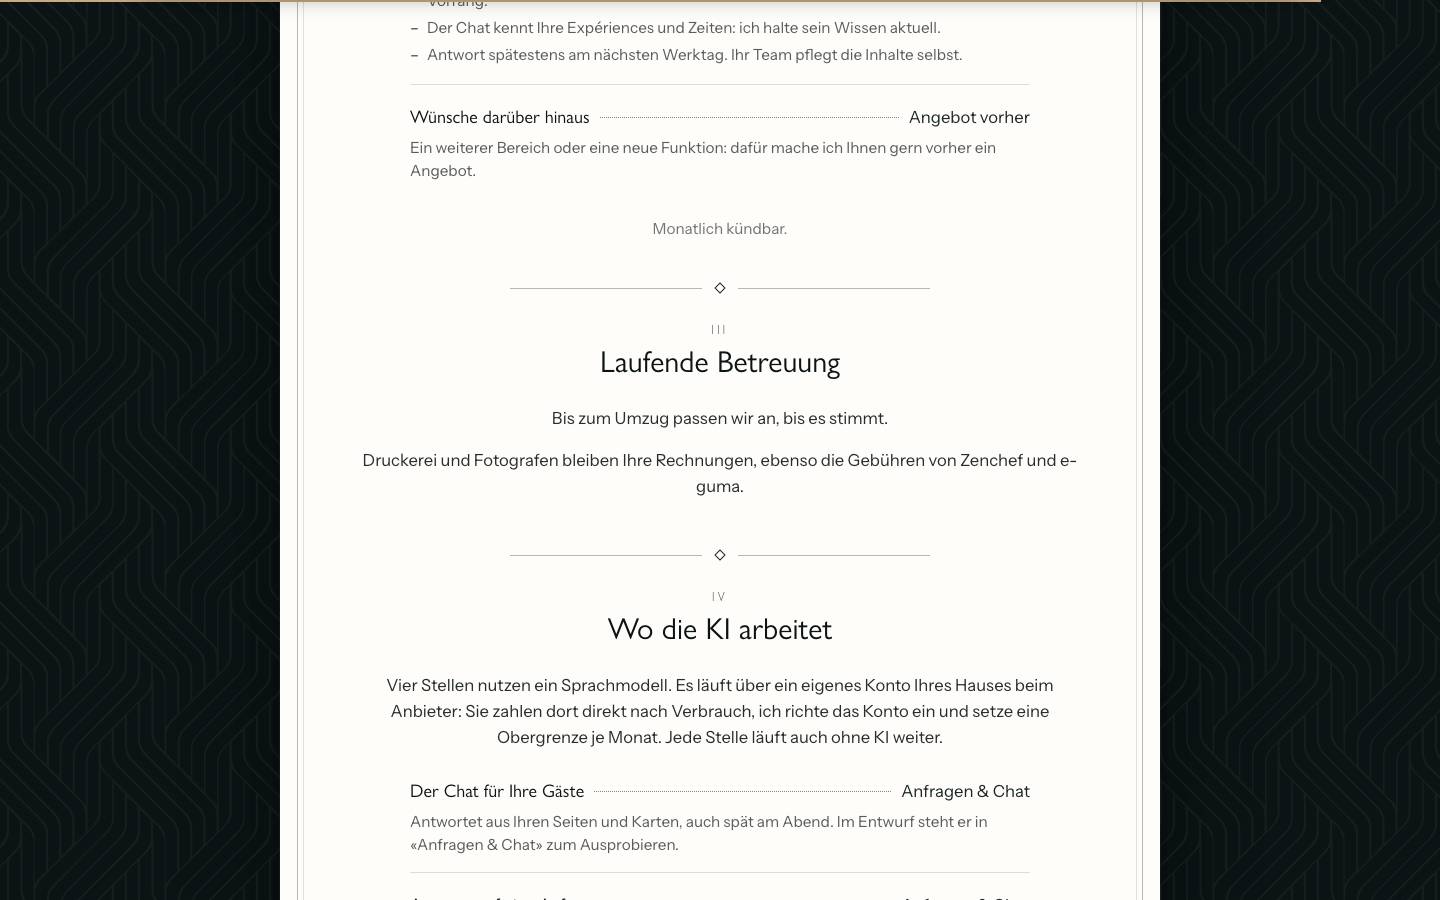 vorrang.
– Der Chat kennt Ihre Expériences und Zeiten: ich halte sein Wissen aktuell.
– Antwort spätestens am nächsten Werktag. Ihr Team pflegt die Inhalte selbst.
Wünsche darüber hinaus Angebot vorher
Ein weiterer Bereich oder eine neue Funktion: dafür mache ich Ihnen gern vorher ein
Angebot.
Monatlich kündbar.
III
Laufende Betreuung
Bis zum Umzug passen wir an, bis es stimmt.
Druckerei und Fotografen bleiben Ihre Rechnungen, ebenso die Gebühren von Zenchef und e-
guma.
IV
Wo die KI arbeitet
Vier Stellen nutzen ein Sprachmodell. Es läuft über ein eigenes Konto Ihres Hauses beim
Anbieter: Sie zahlen dort direkt nach Verbrauch, ich richte das Konto ein und setze eine
Obergrenze je Monat. Jede Stelle läuft auch ohne KI weiter.
Der Chat für Ihre Gäste Anfragen & Chat
Antwortet aus Ihren Seiten und Karten, auch spät am Abend. Im Entwurf steht er in
«Anfragen & Chat» zum Ausprobieren.